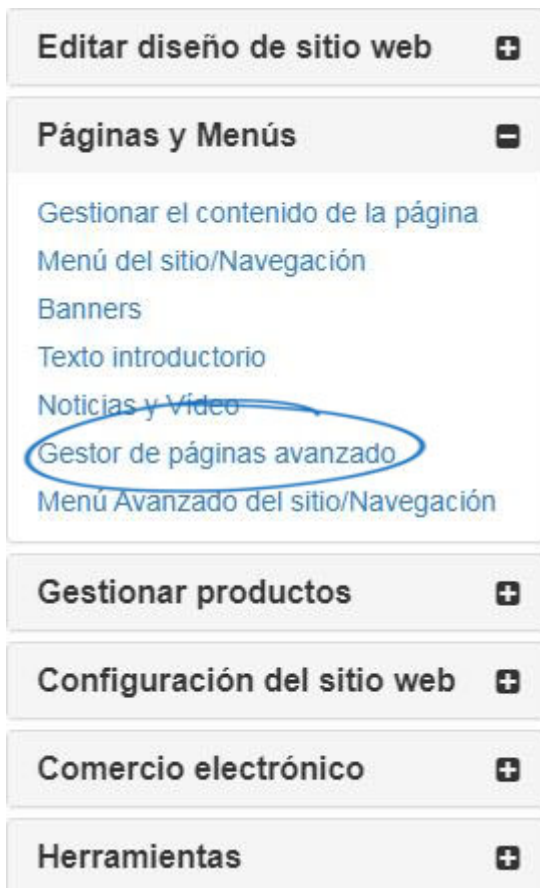 Editar diseño de sitio web
Páginas y Menús
Gestionar el contenido de la página
Menú del sitio/Navegación
Banners
Texto introductorio
Noticias y Vídeo
Gestor de páginas avanzado
Menú Avanzado del sitio/Navegación
Gestionar productos
Configuración del sitio web
Comercio electrónico
Herramientas